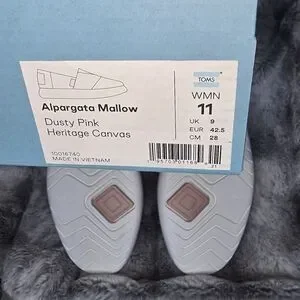 TOMS
Alpargata Mallow
Dusty Pink
Heritage Canvas
10016740
MADE IN VIETNAM
WMN
11
UK 9
EUR 42.5
CM 28